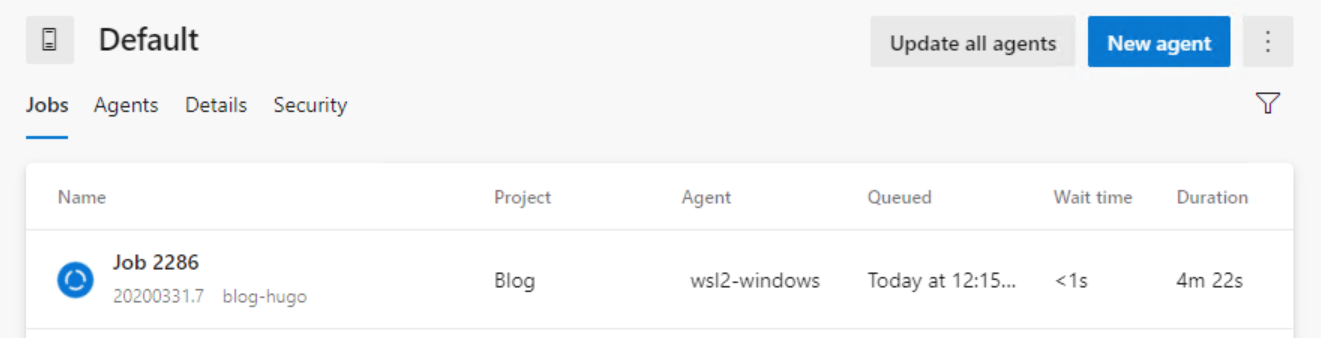 Default
Update all agents New agent
Jobs Agents Details Security
Name Project Agent Queued Wait time Duration
Job 2286
20200331.7 blog-hugo Blog wsl2-windows Today at 12:15... <1s 4m 22s